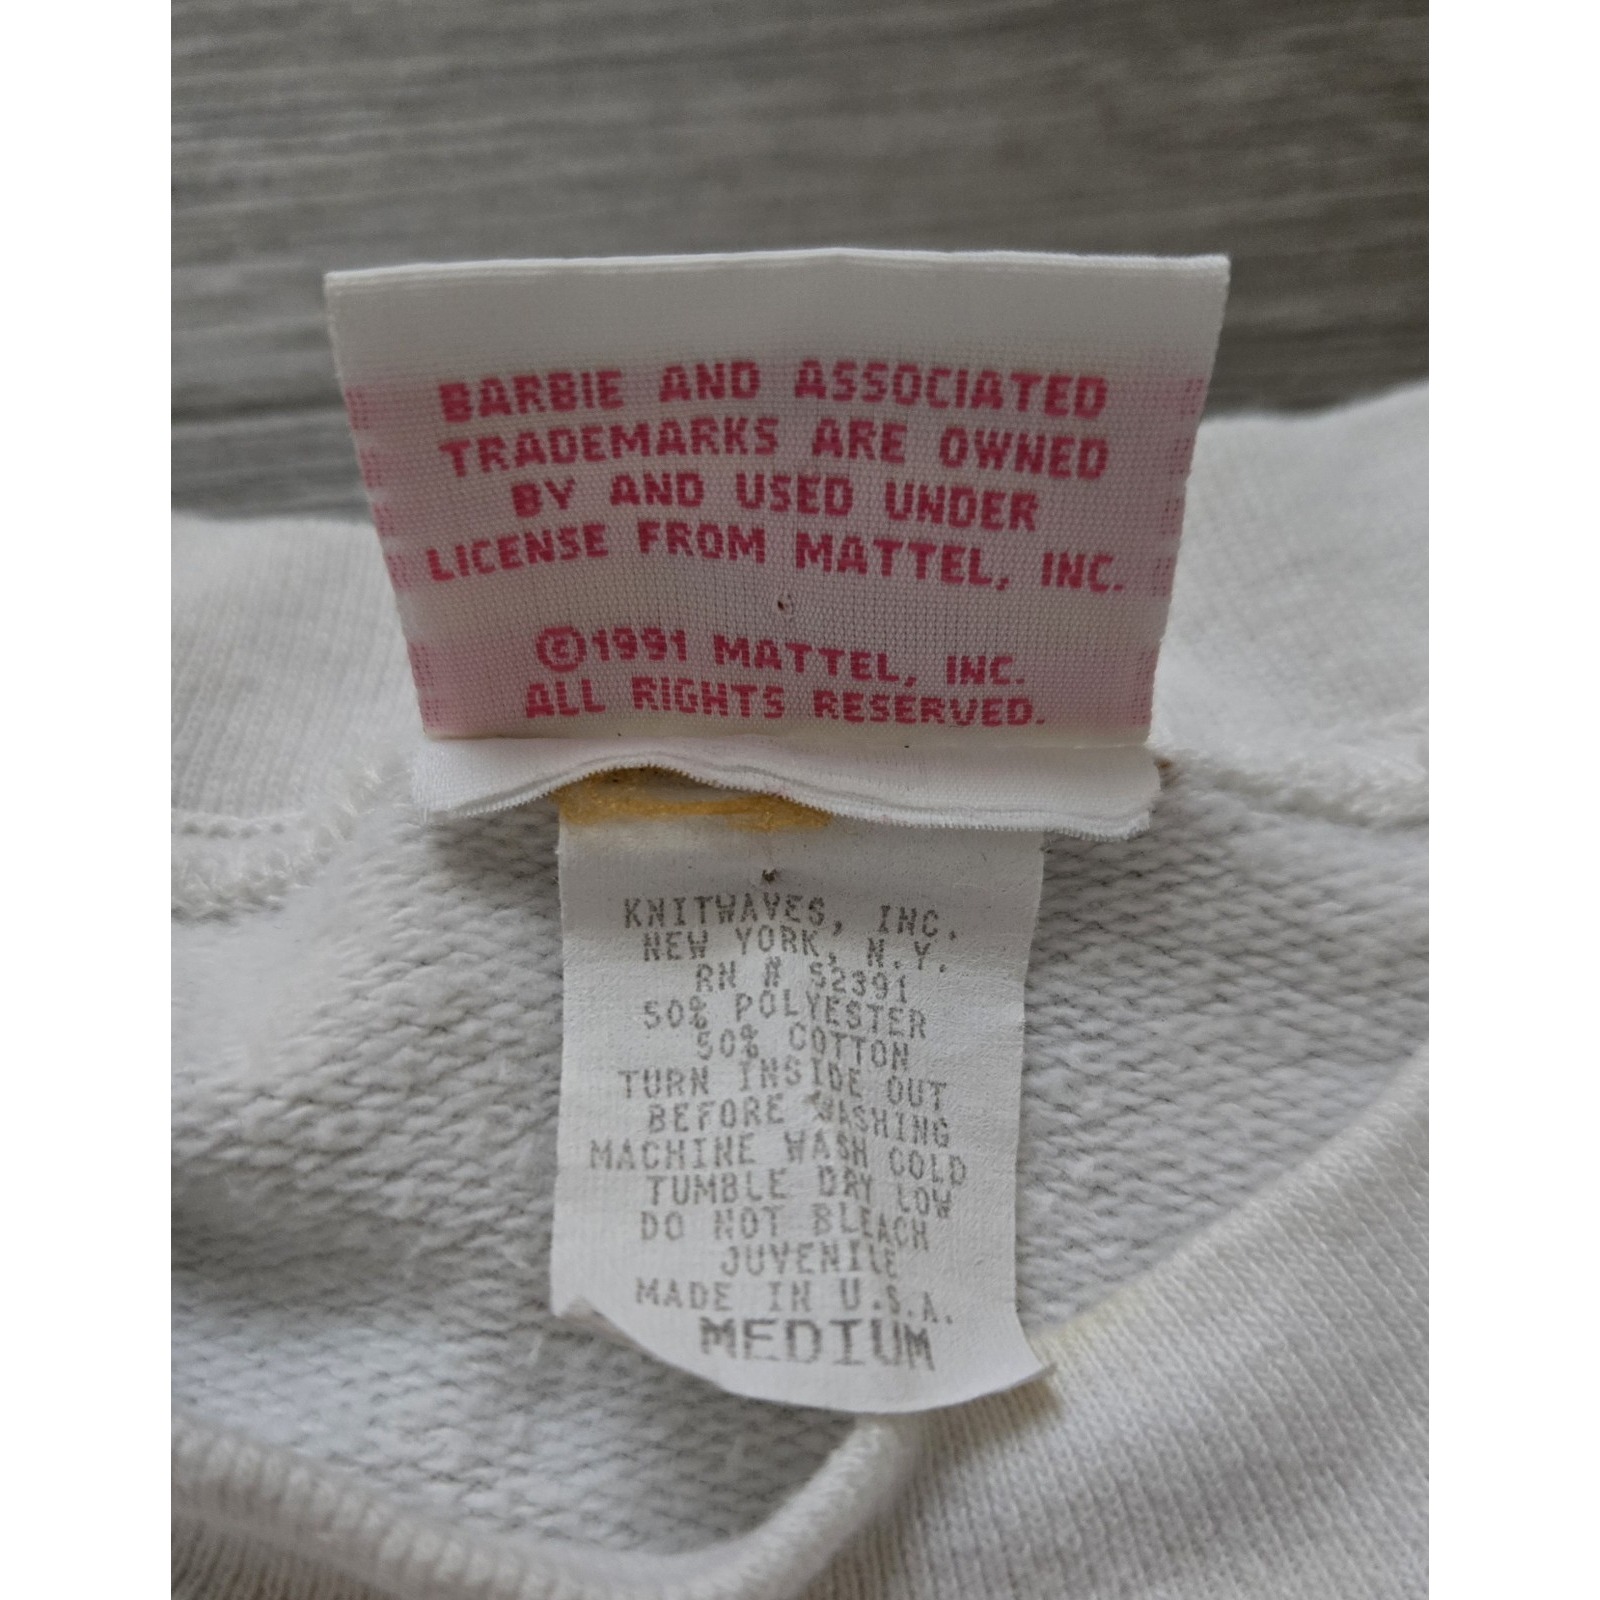 BARBIE AND ASSOCIATED
TRADEMARKS ARE OWNED
BY AND USED UNDER
LICENSE FROM MATTEL, INC.
©1991 MATTEL, INC.
ALL RIGHTS RESERVED.
KNITWAVES, INC.
NEW YORK, N.Y.
RN # 52391
50% POLYESTER
50% COTTON
TURN INSIDE OUT
BEFORE WASHING
MACHINE WASH COLD
TUMBLE DRY LOW
DO NOT BLEACH
JUVENILE
MADE IN U.S.A.
MEDIUM